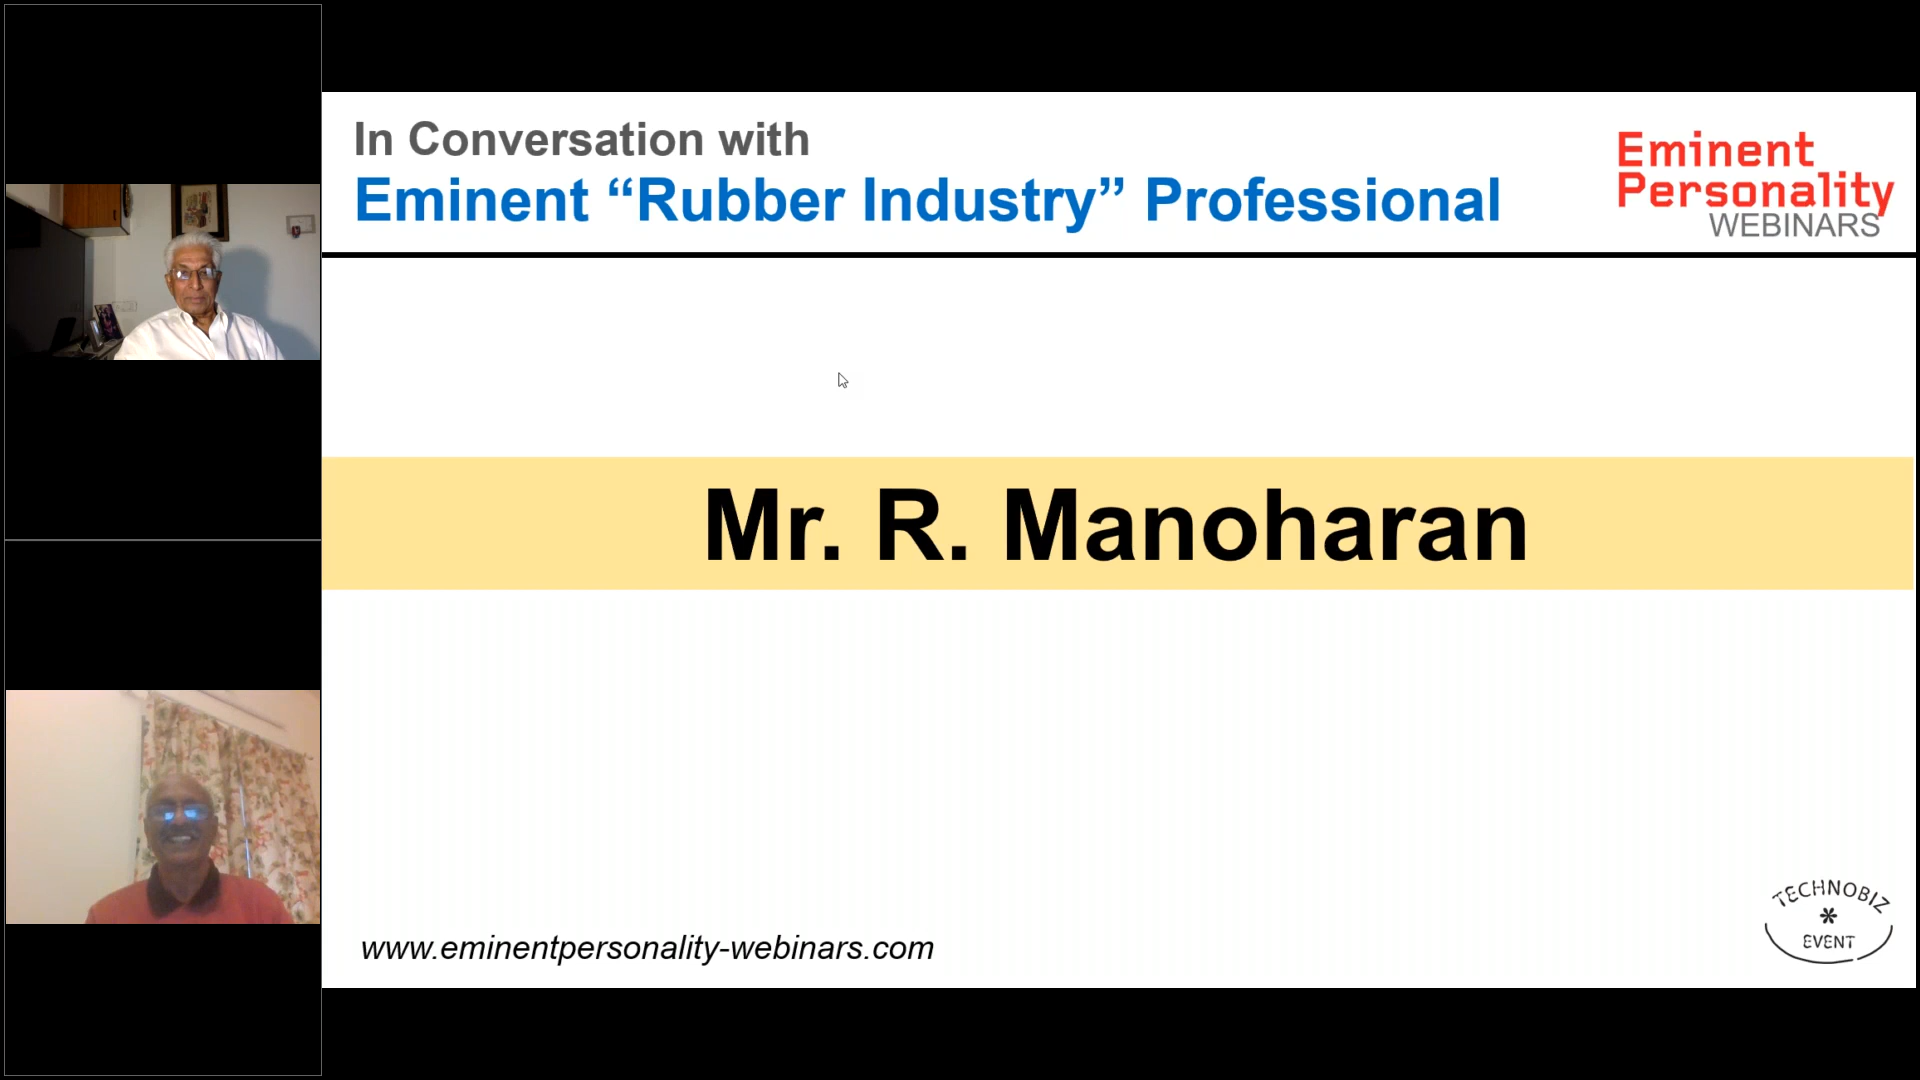 In Conversation with
Eminent “Rubber Industry” Professional
Eminent
Personality
WEBINARS
Mr. R. Manoharan
www.eminentpersonality-webinars.com
TECHNOBIZ
EVENT